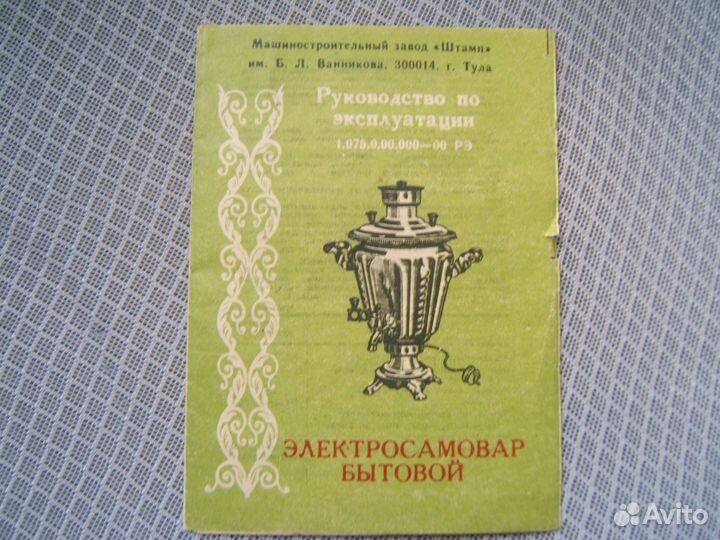 Машиностроительный завод «Штамп»
им. Б. Л. Ванникова, 300014, г. Тула
Руководство по
эксплуатации
1.075.0.00.000—00 РЭ
ЭЛЕКТРОСАМОВАР
БЫТОВОЙ
Avito